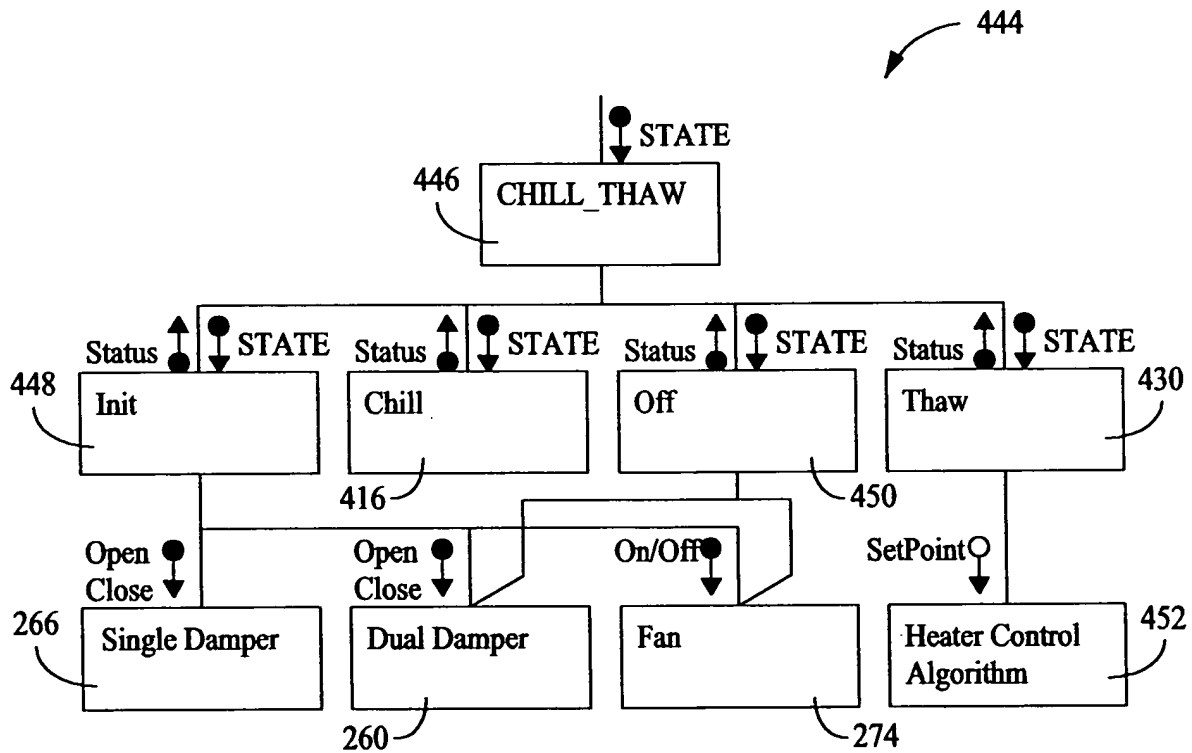 444
STATE
446
CHILL_THAW
Status
STATE
Status
STATE
Status
STATE
Status
STATE
448
Init
Chill
Off
Thaw
430
416
450
Open
Close
Open
Close
On/Off
SetPoint
266
Single Damper
Dual Damper
Fan
Heater Control
Algorithm
452
260
274